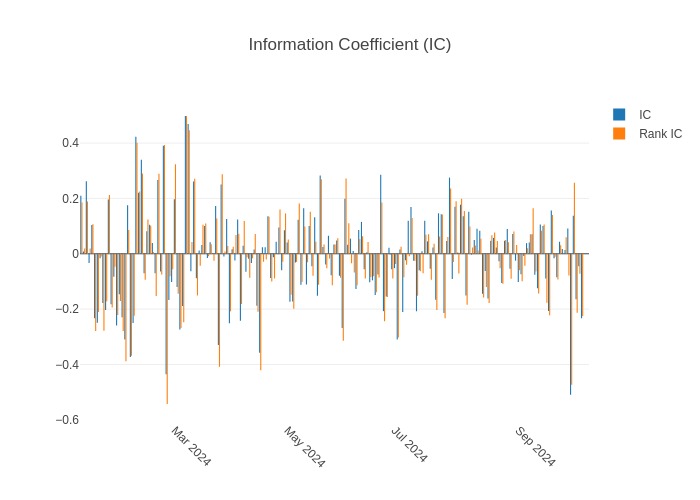 Information Coefficient (IC)
IC
Rank IC
0.4
0.2
0
−0.2
−0.4
−0.6
Mar 2024
May 2024
Jul 2024
Sep 2024